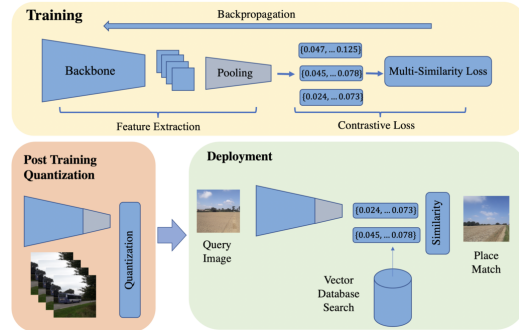 Training
Backpropagation
Backbone
Pooling
{0.047, ... 0.125}
{0.045, ... 0.078}
{0.024, ... 0.073}
Multi-Similarity Loss
Feature Extraction
Contrastive Loss
Post Training
Quantization
Quantization
Deployment
Query
Image
{0.024, ... 0.073}
{0.045, ... 0.078}
Similarity
Vector
Database
Search
Place
Match